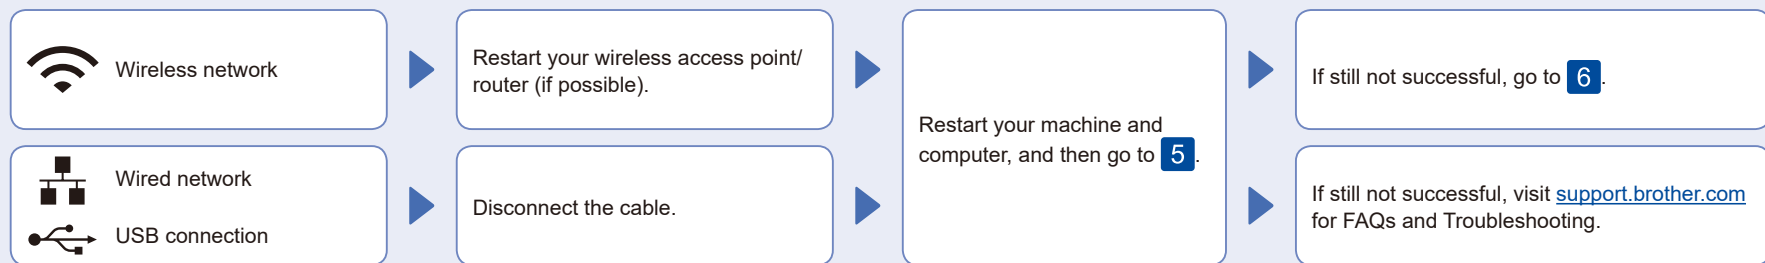 Wireless network
Restart your wireless access point/
router (if possible).
Restart your machine and
computer, and then go to 5.
If still not successful, go to 6.
Wired network
USB connection
Disconnect the cable.
If still not successful, visit support.brother.com
for FAQs and Troubleshooting.